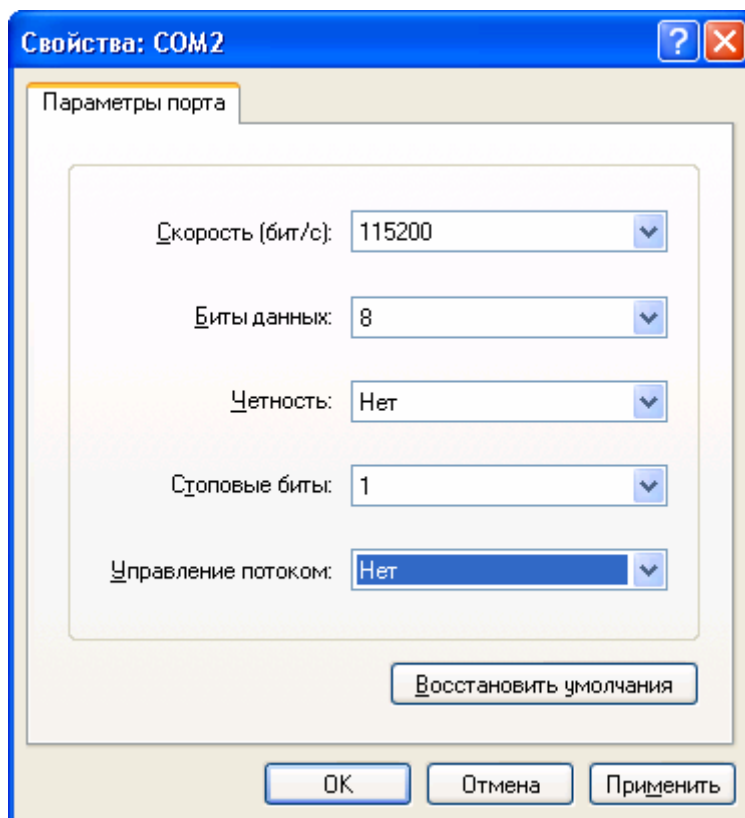 Свойства: COM2
Параметры порта
Скорость (бит/с): 115200
Биты данных: 8
Четность: Нет
Стоповые биты: 1
Управление потоком: Нет
Восстановить умолчания
OK Отмена Применить